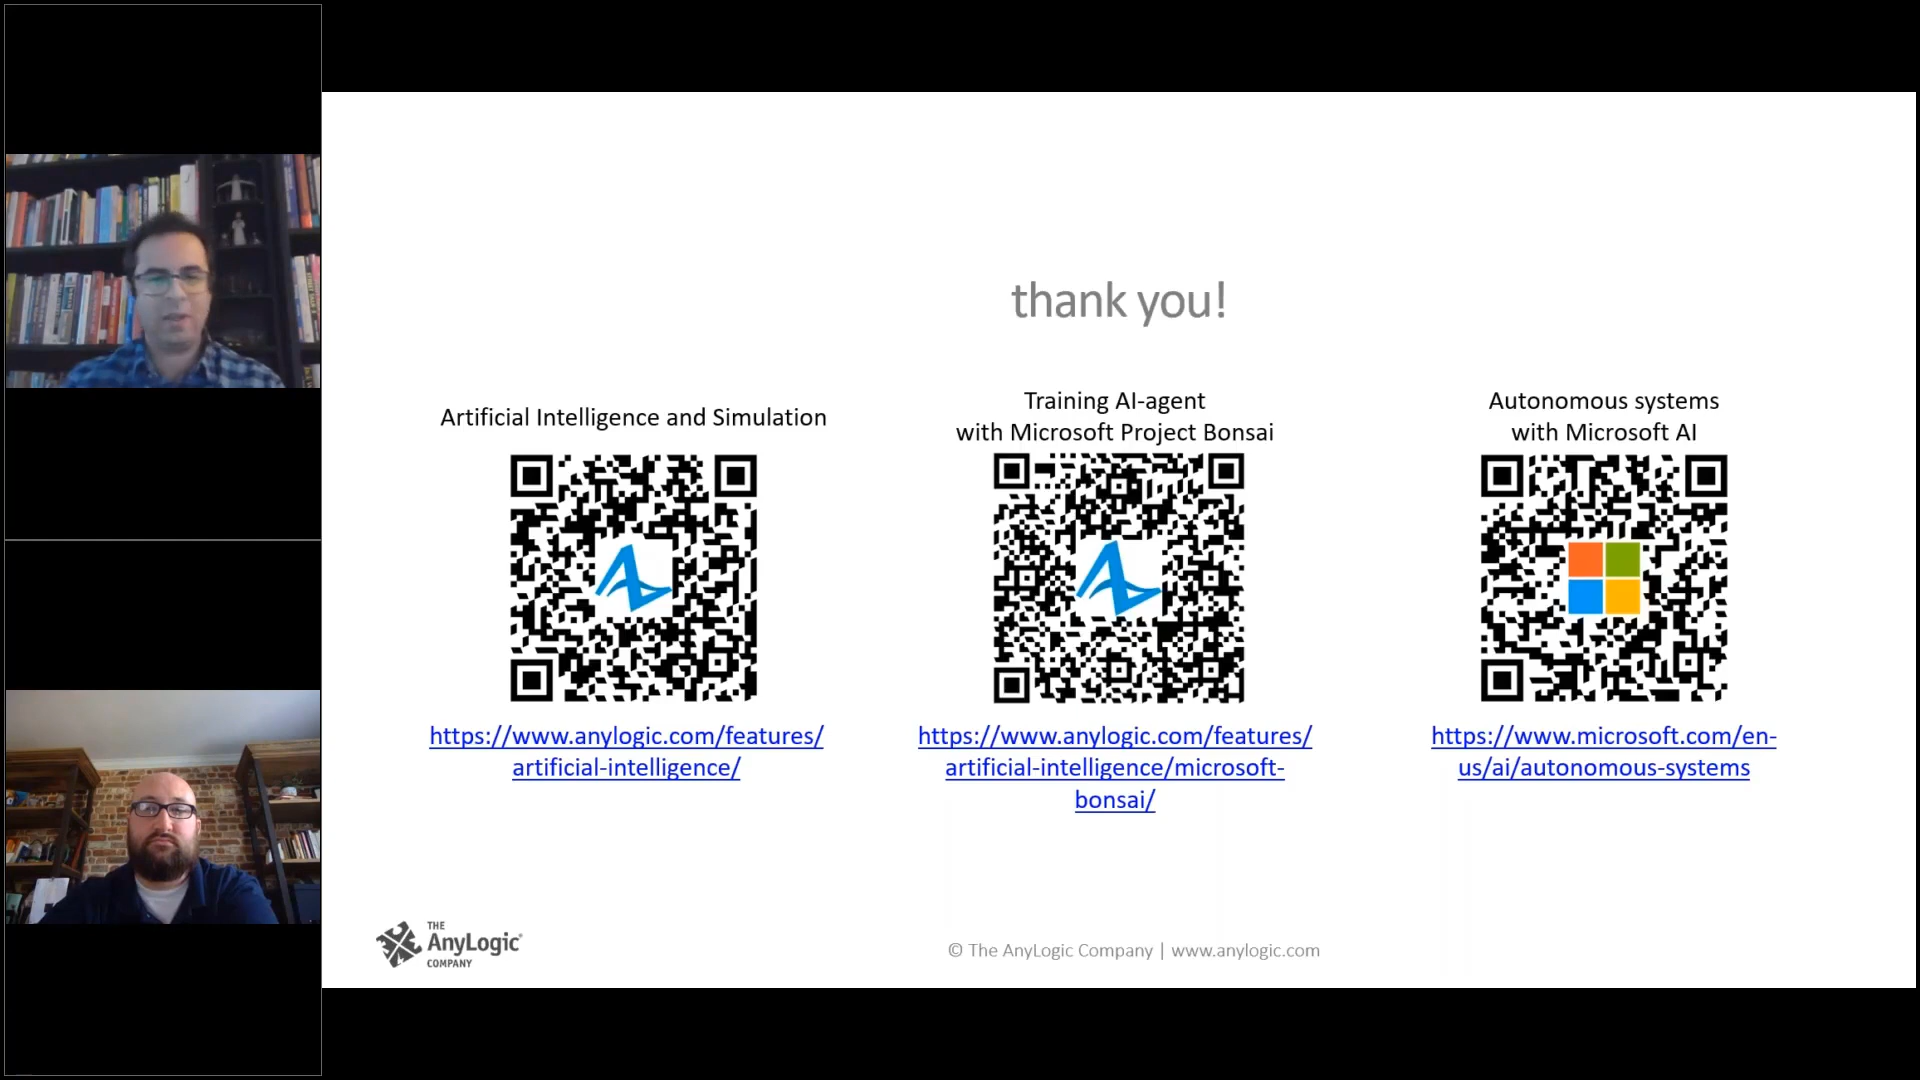 thank you!
Artificial Intelligence and Simulation
https://www.anylogic.com/features/
artificial-intelligence/
Training AI-agent
with Microsoft Project Bonsai
https://www.anylogic.com/features/
artificial-intelligence/microsoft-
bonsai/
Autonomous systems
with Microsoft AI
https://www.microsoft.com/en-
us/ai/autonomous-systems
THE
AnyLogic®
COMPANY
© The AnyLogic Company | www.anylogic.com